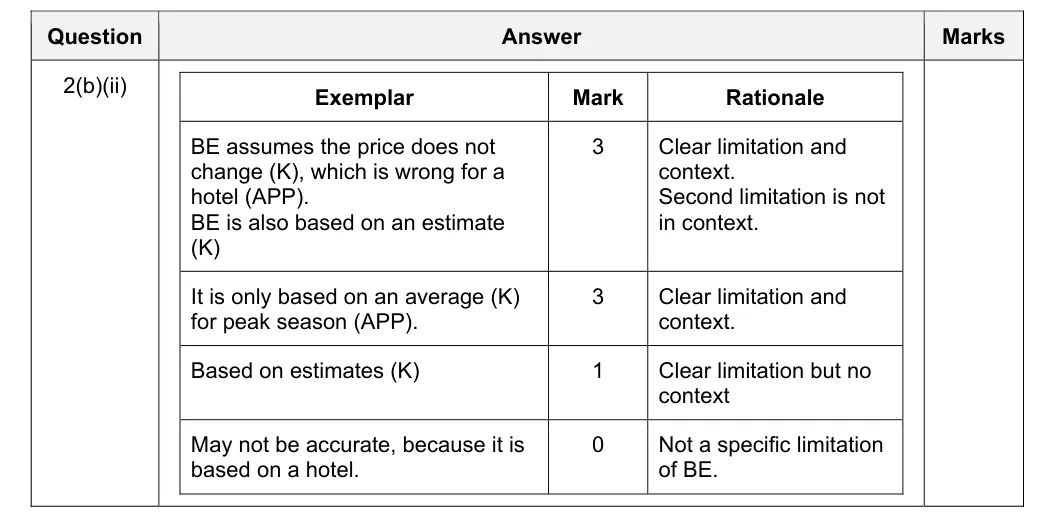 Question Answer Marks
2(b)(ii)
Exemplar Mark Rationale
BE assumes the price does not 3 Clear limitation and
change (K), which is wrong for a context.
hotel (APP). Second limitation is not
BE is also based on an estimate in context.
(K)
It is only based on an average (K) 3 Clear limitation and
for peak season (APP). context.
Based on estimates (K) 1 Clear limitation but no
context
May not be accurate, because it is 0 Not a specific limitation
based on a hotel. of BE.